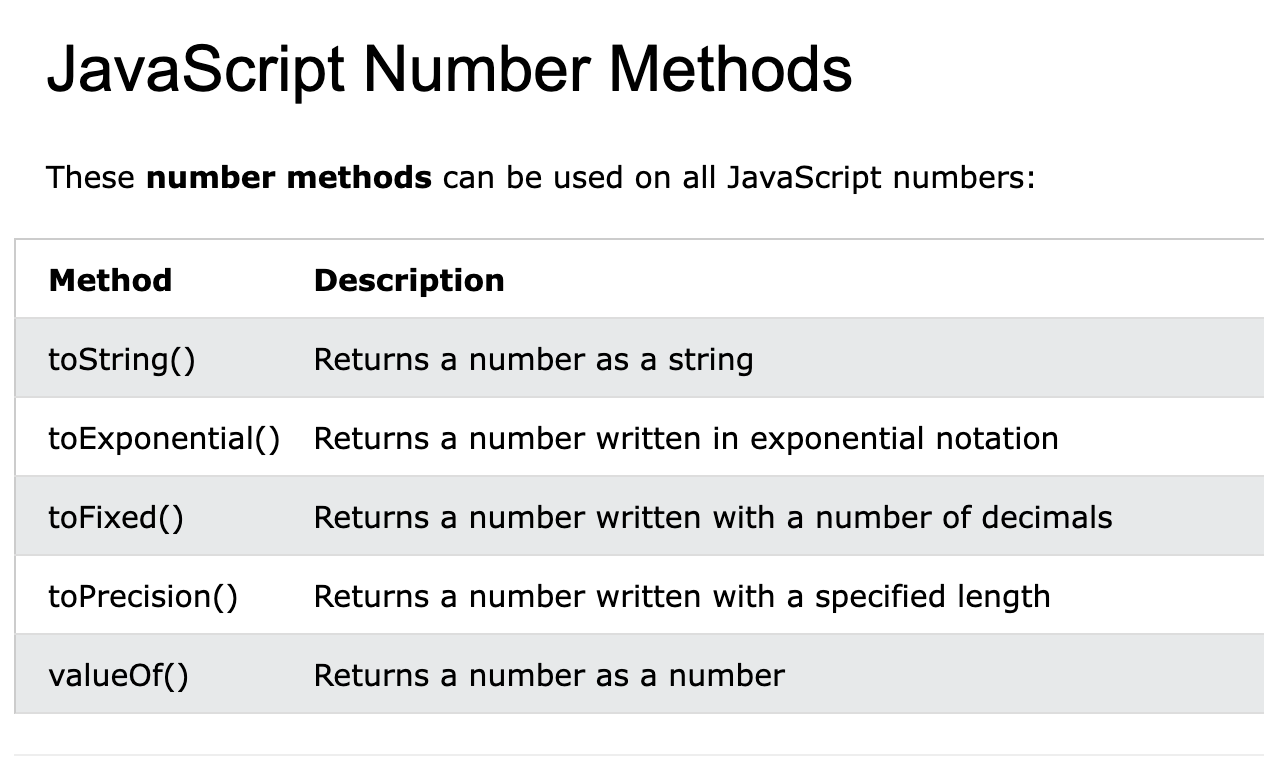 JavaScript Number Methods
These number methods can be used on all JavaScript numbers:
Method Description
toString() Returns a number as a string
toExponential() Returns a number written in exponential notation
toFixed() Returns a number written with a number of decimals
toPrecision() Returns a number written with a specified length
valueOf() Returns a number as a number